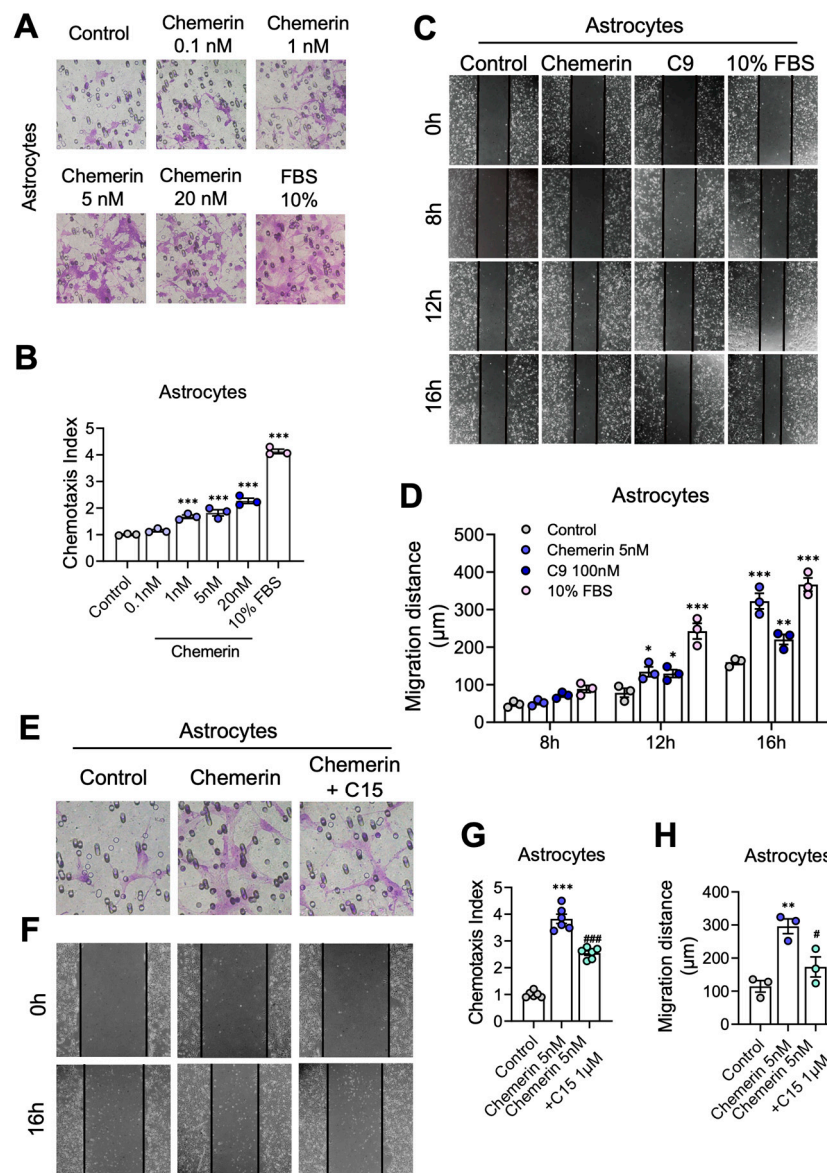 A
Control
Chemerin
0.1 nM
Chemerin
1 nM
Astrocytes
Chemerin
5 nM
Chemerin
20 nM
FBS
10%
B
Astrocytes
Chemotaxis Index
5
4
3
2
1
0
***
***
***
***
Control
0.1nM
1nM
5nM
20nM
10% FBS
Chemerin
C
Astrocytes
Control
Chemerin
C9
10% FBS
0h
8h
12h
16h
D
Astrocytes
Control
Chemerin 5nM
C9 100nM
10% FBS
Migration distance
(µm)
500
400
300
200
100
0
*
*
***
***
**
***
8h
12h
16h
E
Astrocytes
Control
Chemerin
Chemerin
+ C15
F
0h
16h
G
Astrocytes
Chemotaxis Index
5
4
3
2
1
0
***
###
Control
Chemerin 5nM
Chemerin 5nM
+C15 1µM
H
Astrocytes
Migration distance
(µm)
400
300
200
100
0
**
#
Control
Chemerin 5nM
Chemerin 5nM
+C15 1µM